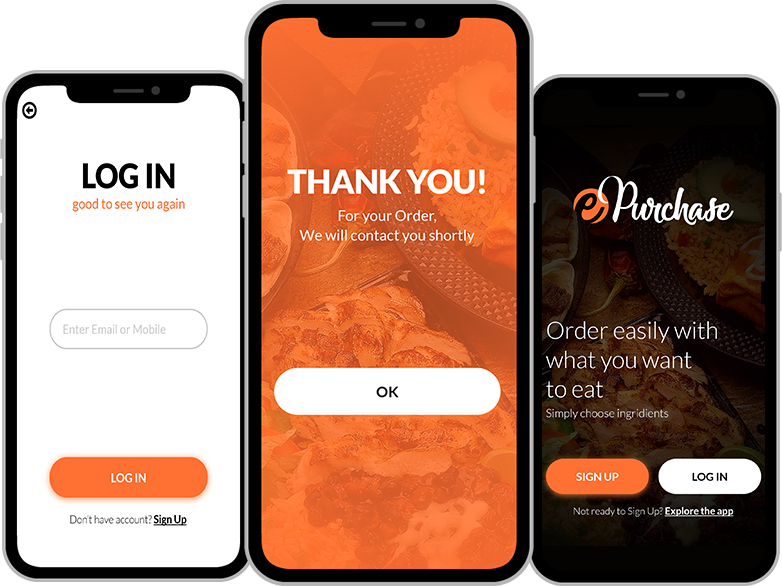 LOG IN
good to see you again
Enter Email or Mobile
LOG IN
Don't have account? Sign Up
THANK YOU!
For your Order,
We will contact you shortly
OK
ePurchase
Order easily with
what you want
to eat
Simply choose ingridients
SIGN UP
LOG IN
Not ready to Sign Up? Explore the app